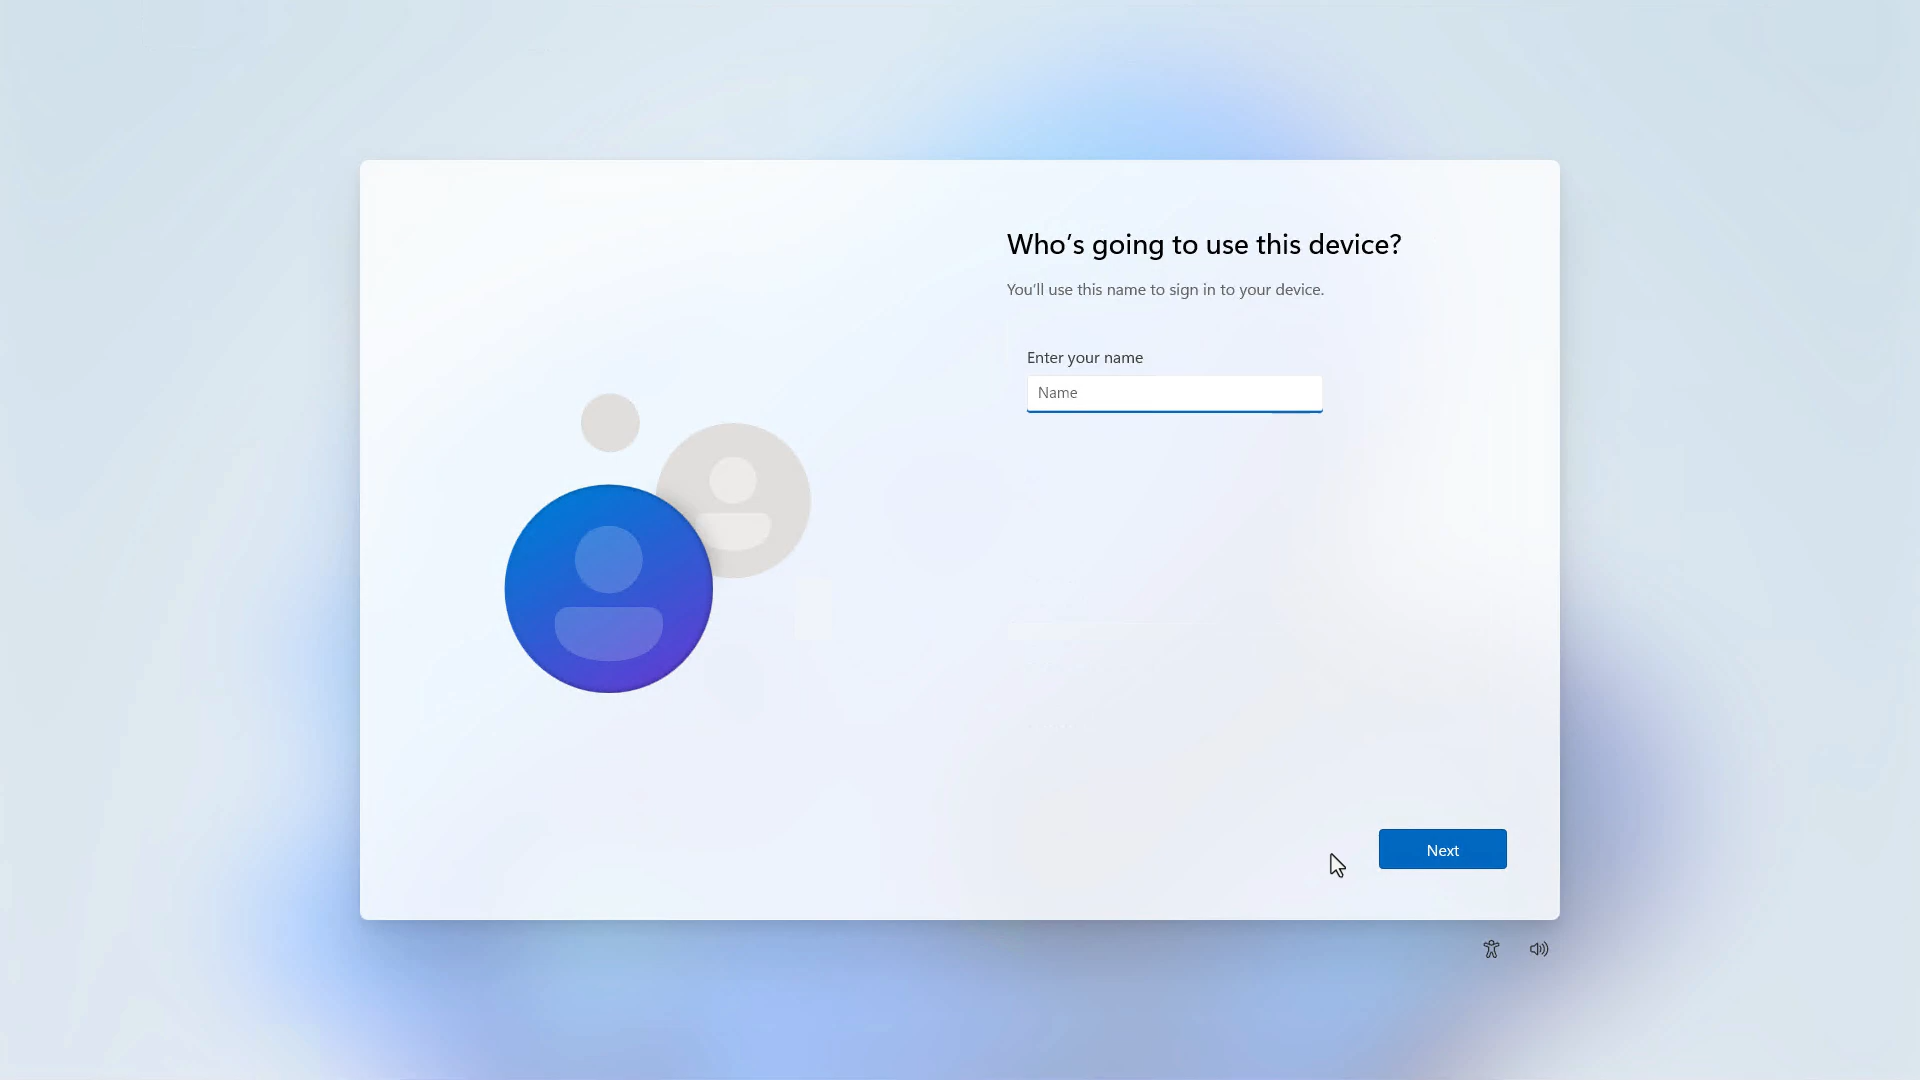 Who’s going to use this device?
You’ll use this name to sign in to your device.
Enter your name
Name
Next